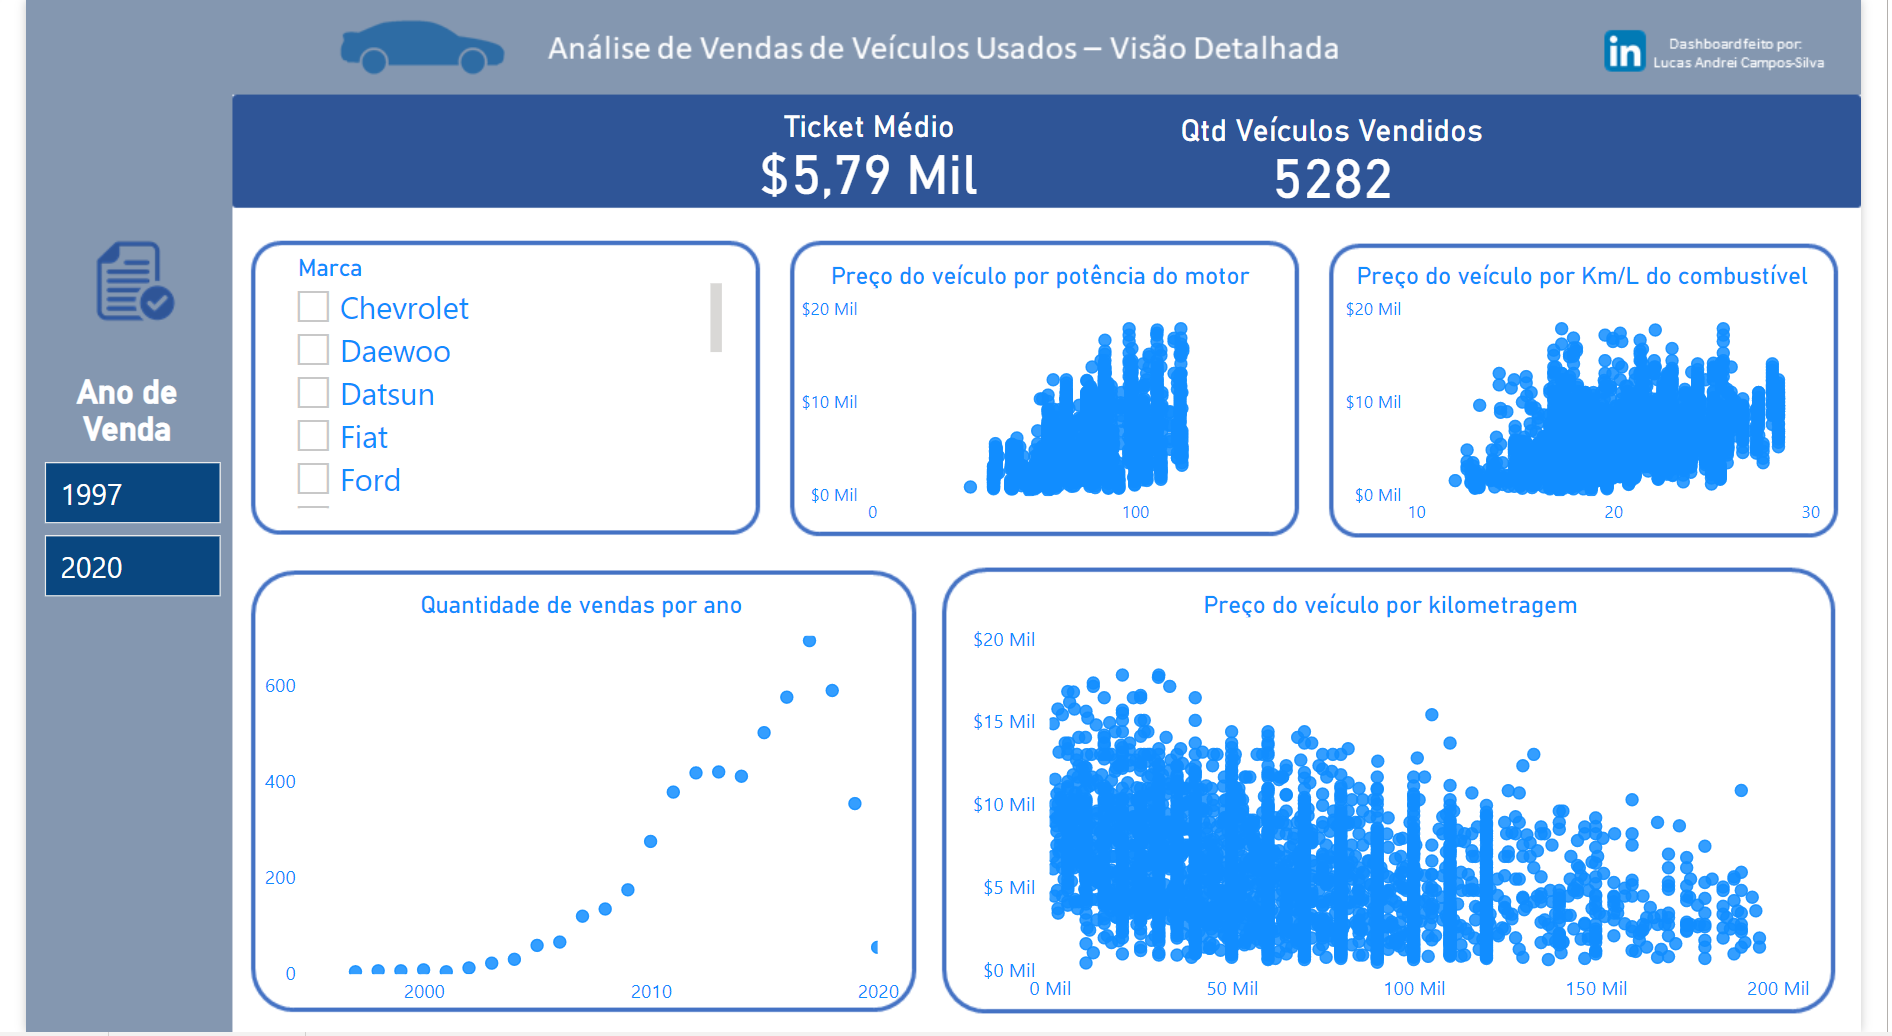 Análise de Vendas de Veículos Usados – Visão Detalhada
in
Dashboardfeito por:
Lucas Andrei Campos-Silva
Ticket Médio
$5,79 Mil
Qtd Veículos Vendidos
5282
Ano de
Venda
1997
2020
Marca
Chevrolet
Daewoo
Datsun
Fiat
Ford
Preço do veículo por potência do motor
$20 Mil
$10 Mil
$0 Mil
0 100
Preço do veículo por Km/L do combustível
$20 Mil
$10 Mil
$0 Mil
10 20 30
Quantidade de vendas por ano
600
400
200
0
2000 2010 2020
Preço do veículo por kilometragem
$20 Mil
$15 Mil
$10 Mil
$5 Mil
$0 Mil
0 Mil 50 Mil 100 Mil 150 Mil 200 Mil